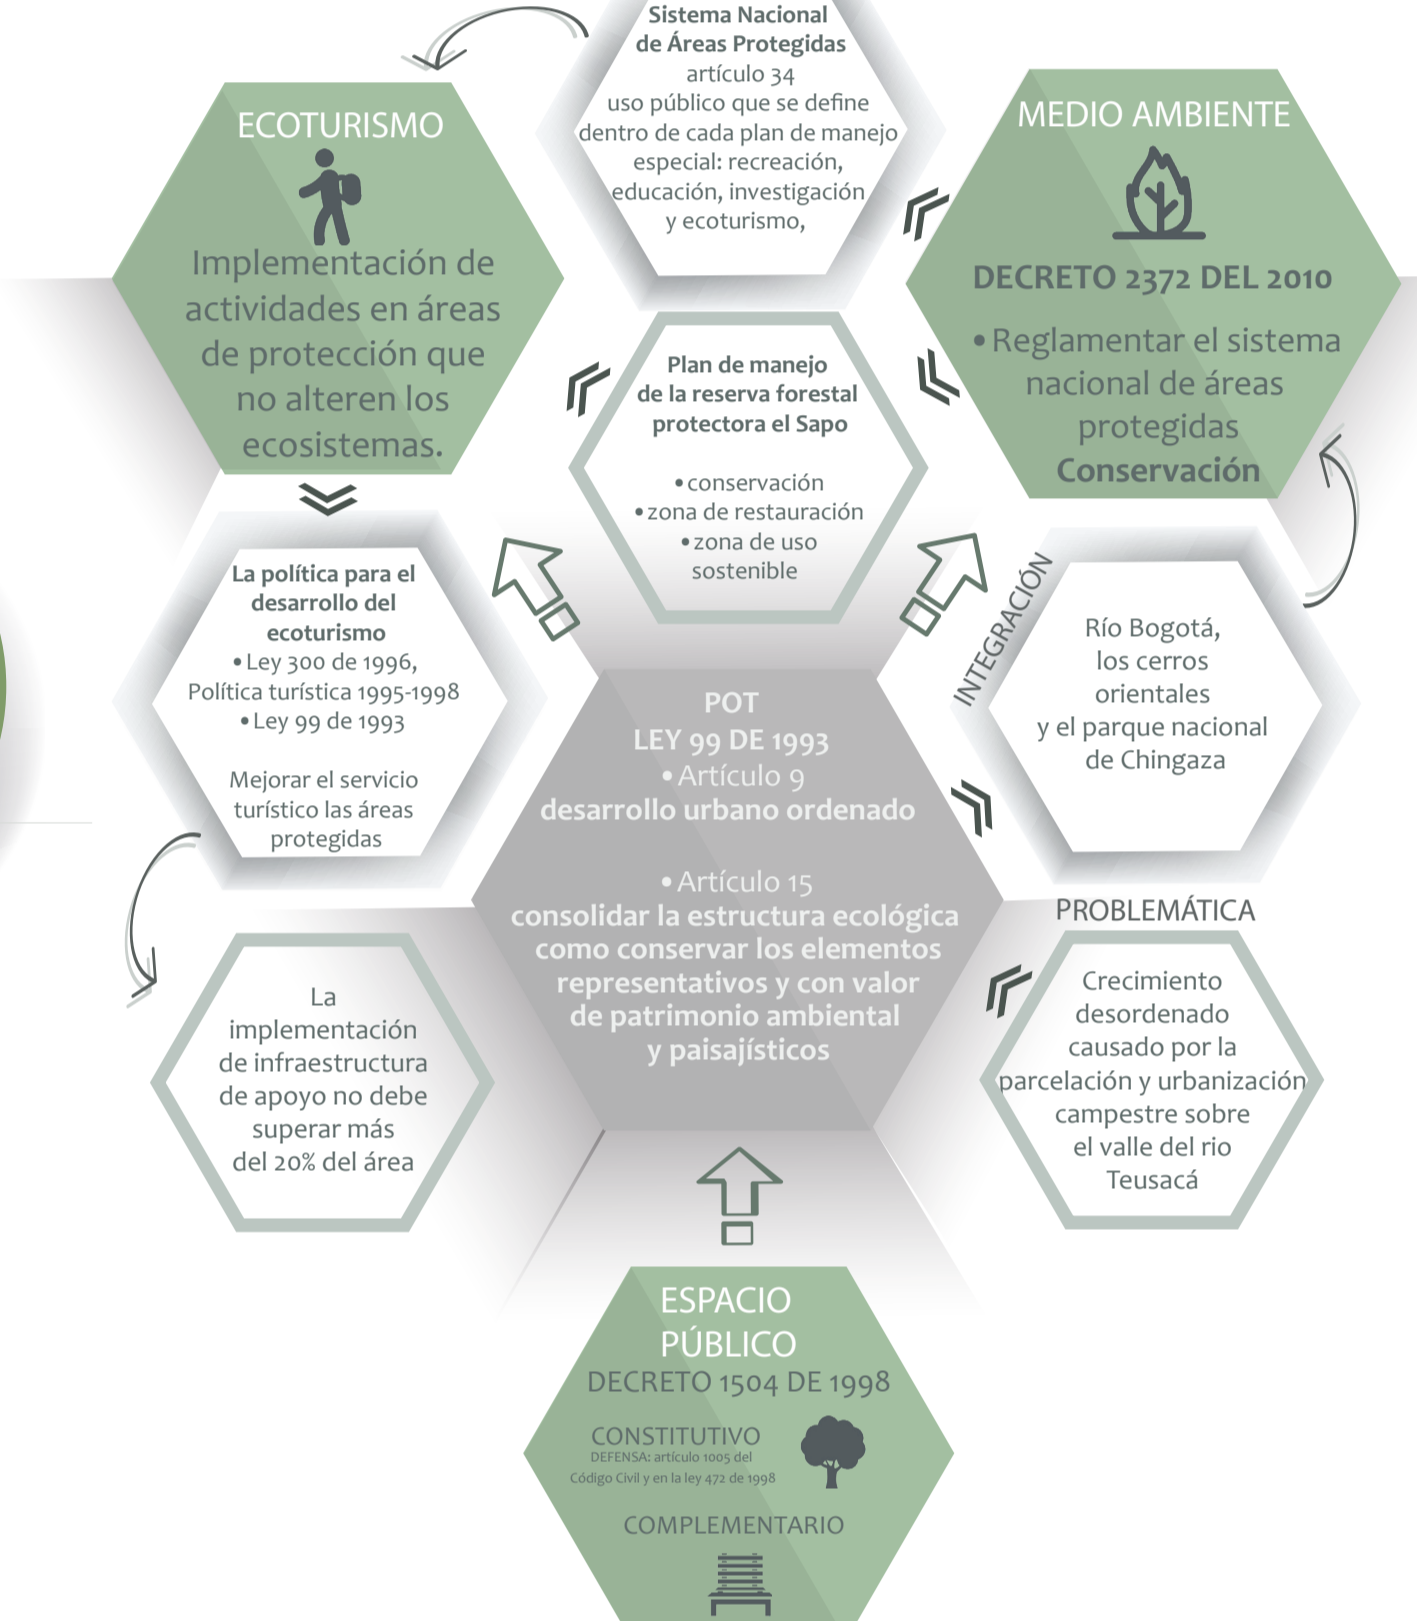 Sistema Nacional
de Áreas Protegidas
artículo 34
uso público que se define
dentro de cada plan de manejo
especial: recreación,
educación, investigación
y ecoturismo,
ECOTURISMO
Implementación de
actividades en áreas
de protección que
no alteren los
ecosistemas.
MEDIO AMBIENTE
DECRETO 2372 DEL 2010
• Reglamentar el sistema
nacional de áreas
protegidas
Conservación
Plan de manejo
de la reserva forestal
protectora el Sapo
• conservación
• zona de restauración
• zona de uso
sostenible
La política para el
desarrollo del
ecoturismo
• Ley 300 de 1996,
Política turística 1995-1998
• Ley 99 de 1993
Mejorar el servicio
turístico las áreas
protegidas
INTEGRACIÓN
Río Bogotá,
los cerros
orientales
y el parque nacional
de Chingaza
POT
LEY 99 DE 1993
• Artículo 9
desarrollo urbano ordenado
• Artículo 15
consolidar la estructura ecológica
como conservar los elementos
representativos y con valor
de patrimonio ambiental
y paisajísticos
PROBLEMÁTICA
Crecimiento
desordenado
causado por la
parcelación y urbanización
campestre sobre
el valle del rio
Teusacá
La
implementación
de infraestructura
de apoyo no debe
superar más
del 20% del área
ESPACIO
PÚBLICO
DECRETO 1504 DE 1998
CONSTITUTIVO
DEFENSA: artículo 1005 del
Código Civil y en la ley 472 de 1998
COMPLEMENTARIO